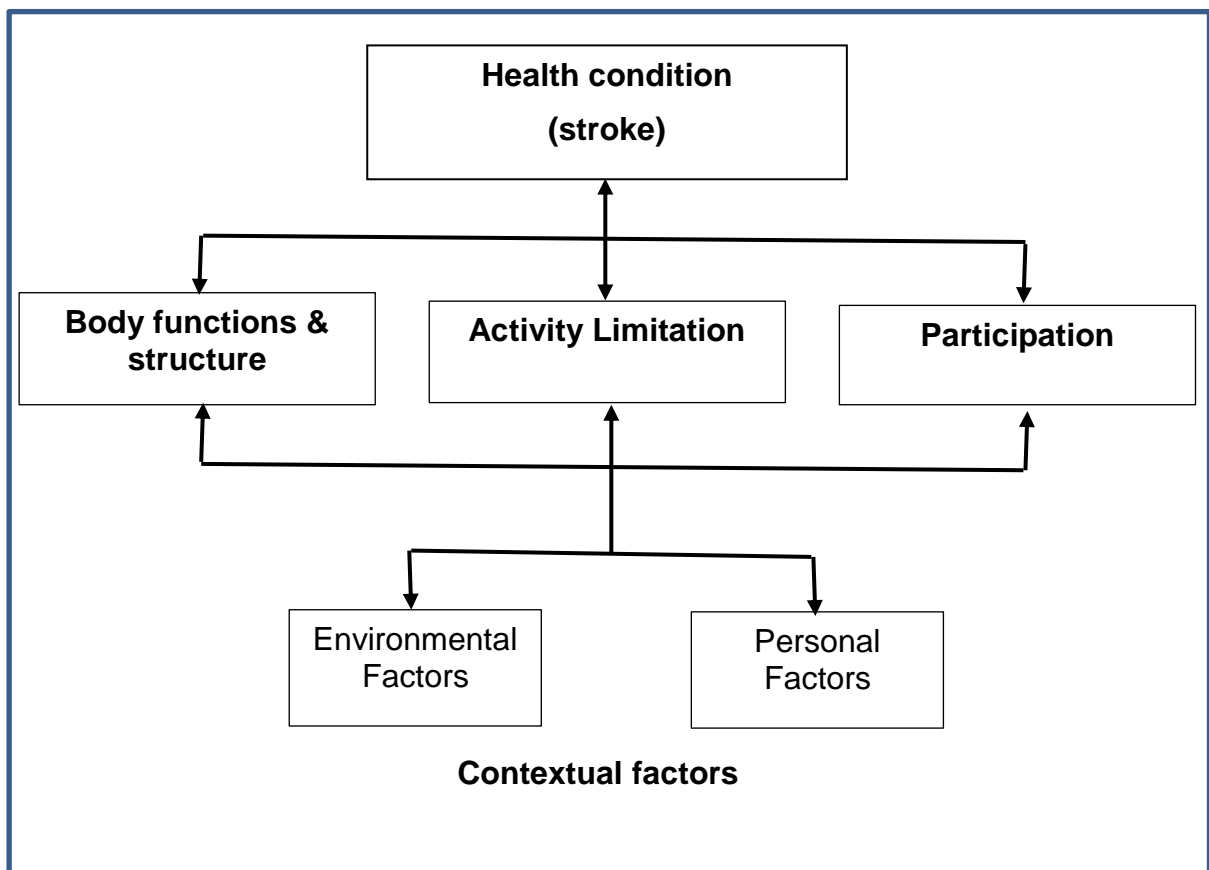 Health condition
(stroke)
Body functions &
structure
Activity Limitation
Participation
Environmental
Factors
Personal
Factors
Contextual factors